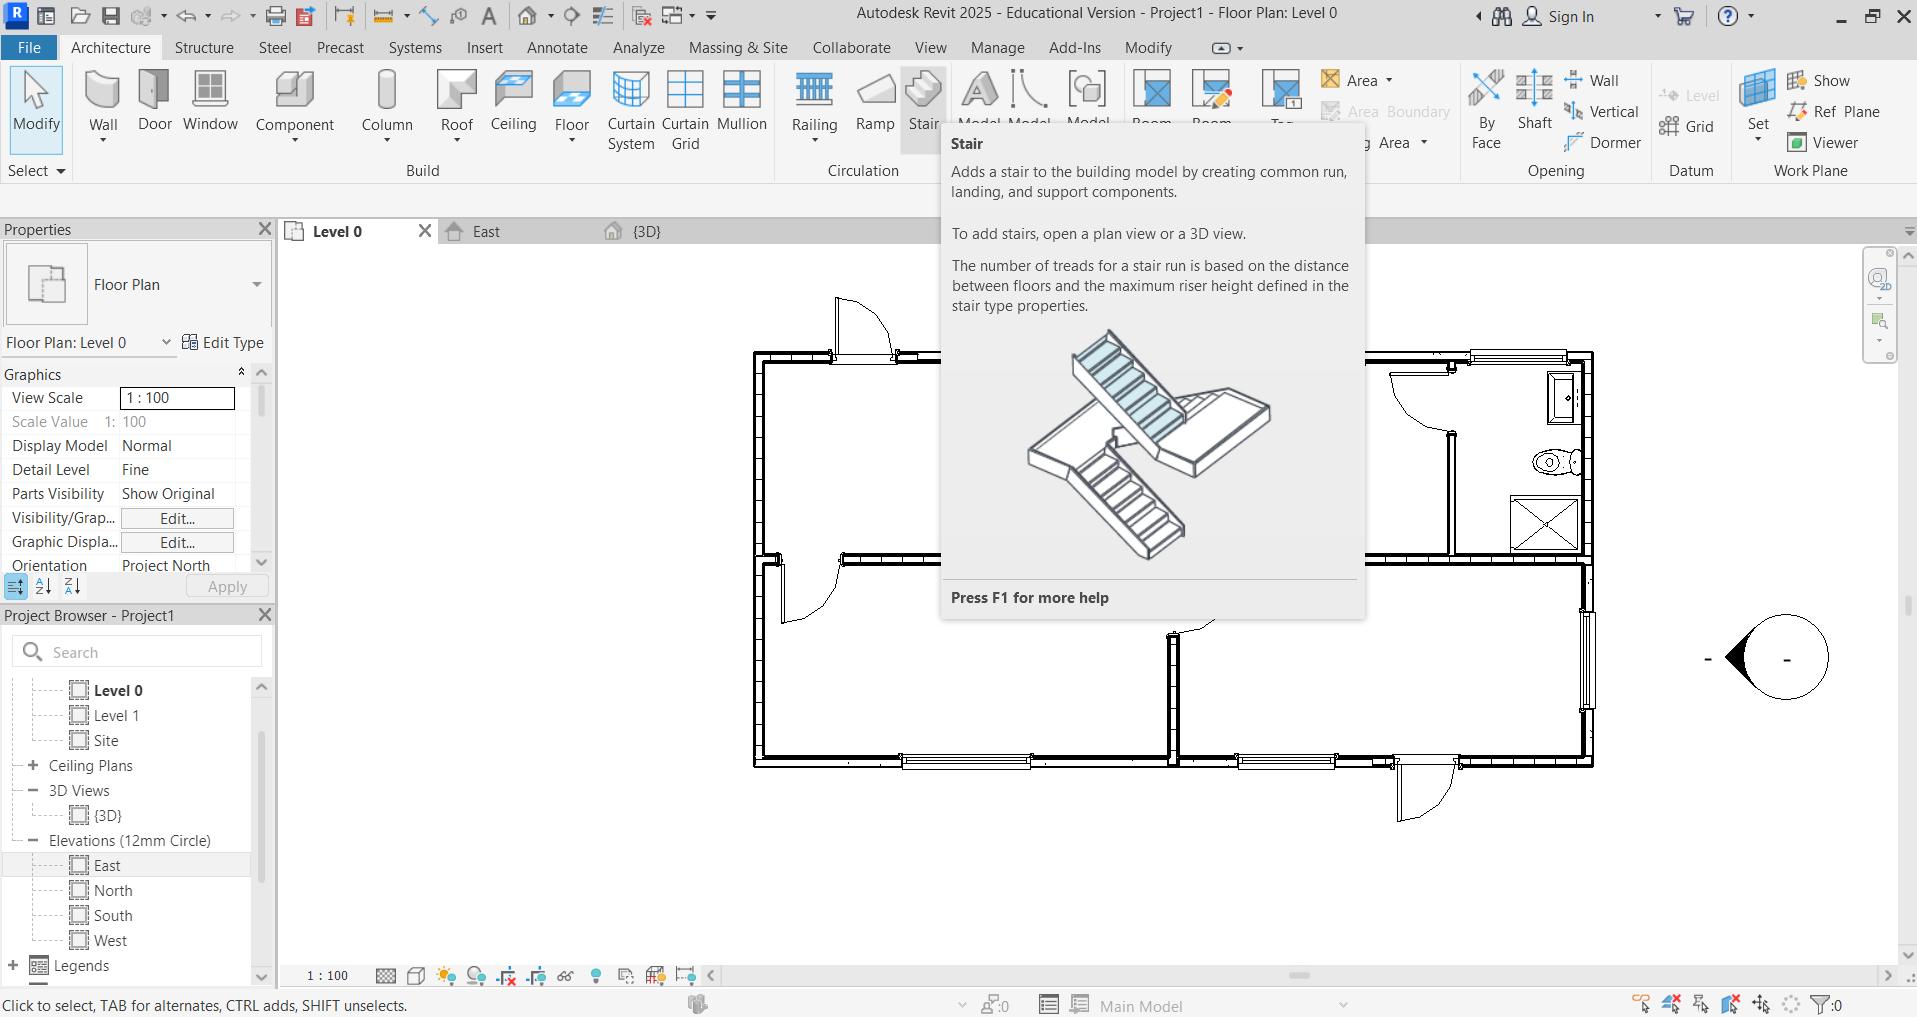 Autodesk Revit 2025 - Educational Version - Project1 - Floor Plan: Level 0
Sign In
File
Architecture
Structure
Steel
Precast
Systems
Insert
Annotate
Analyze
Massing & Site
Collaborate
View
Manage
Add-Ins
Modify
Modify
Wall
Door
Window
Component
Column
Roof
Ceiling
Floor
Curtain System
Curtain Grid
Mullion
Railing
Ramp
Stair
Area
Area Boundary
Area
By Face
Shaft
Wall
Vertical
Dormer
Level
Grid
Set
Show
Ref Plane
Viewer
Select
Build
Circulation
Opening
Datum
Work Plane
Stair
Adds a stair to the building model by creating common run,
landing, and support components.
To add stairs, open a plan view or a 3D view.
The number of treads for a stair run is based on the distance
between floors and the maximum riser height defined in the
stair type properties.
Press F1 for more help
Properties
Level 0
East
{3D}
Floor Plan
Floor Plan: Level 0
Edit Type
Graphics
View Scale 1 : 100
Scale Value 1: 100
Display Model Normal
Detail Level Fine
Parts Visibility Show Original
Visibility/Grap... Edit...
Graphic Displa... Edit...
Orientation Project North
Apply
Project Browser - Project1
Search
Level 0
Level 1
Site
Ceiling Plans
3D Views
{3D}
Elevations (12mm Circle)
East
North
South
West
Legends
2D
- -
1 : 100
Click to select, TAB for alternates, CTRL adds, SHIFT unselects.
:0
Main Model
:0